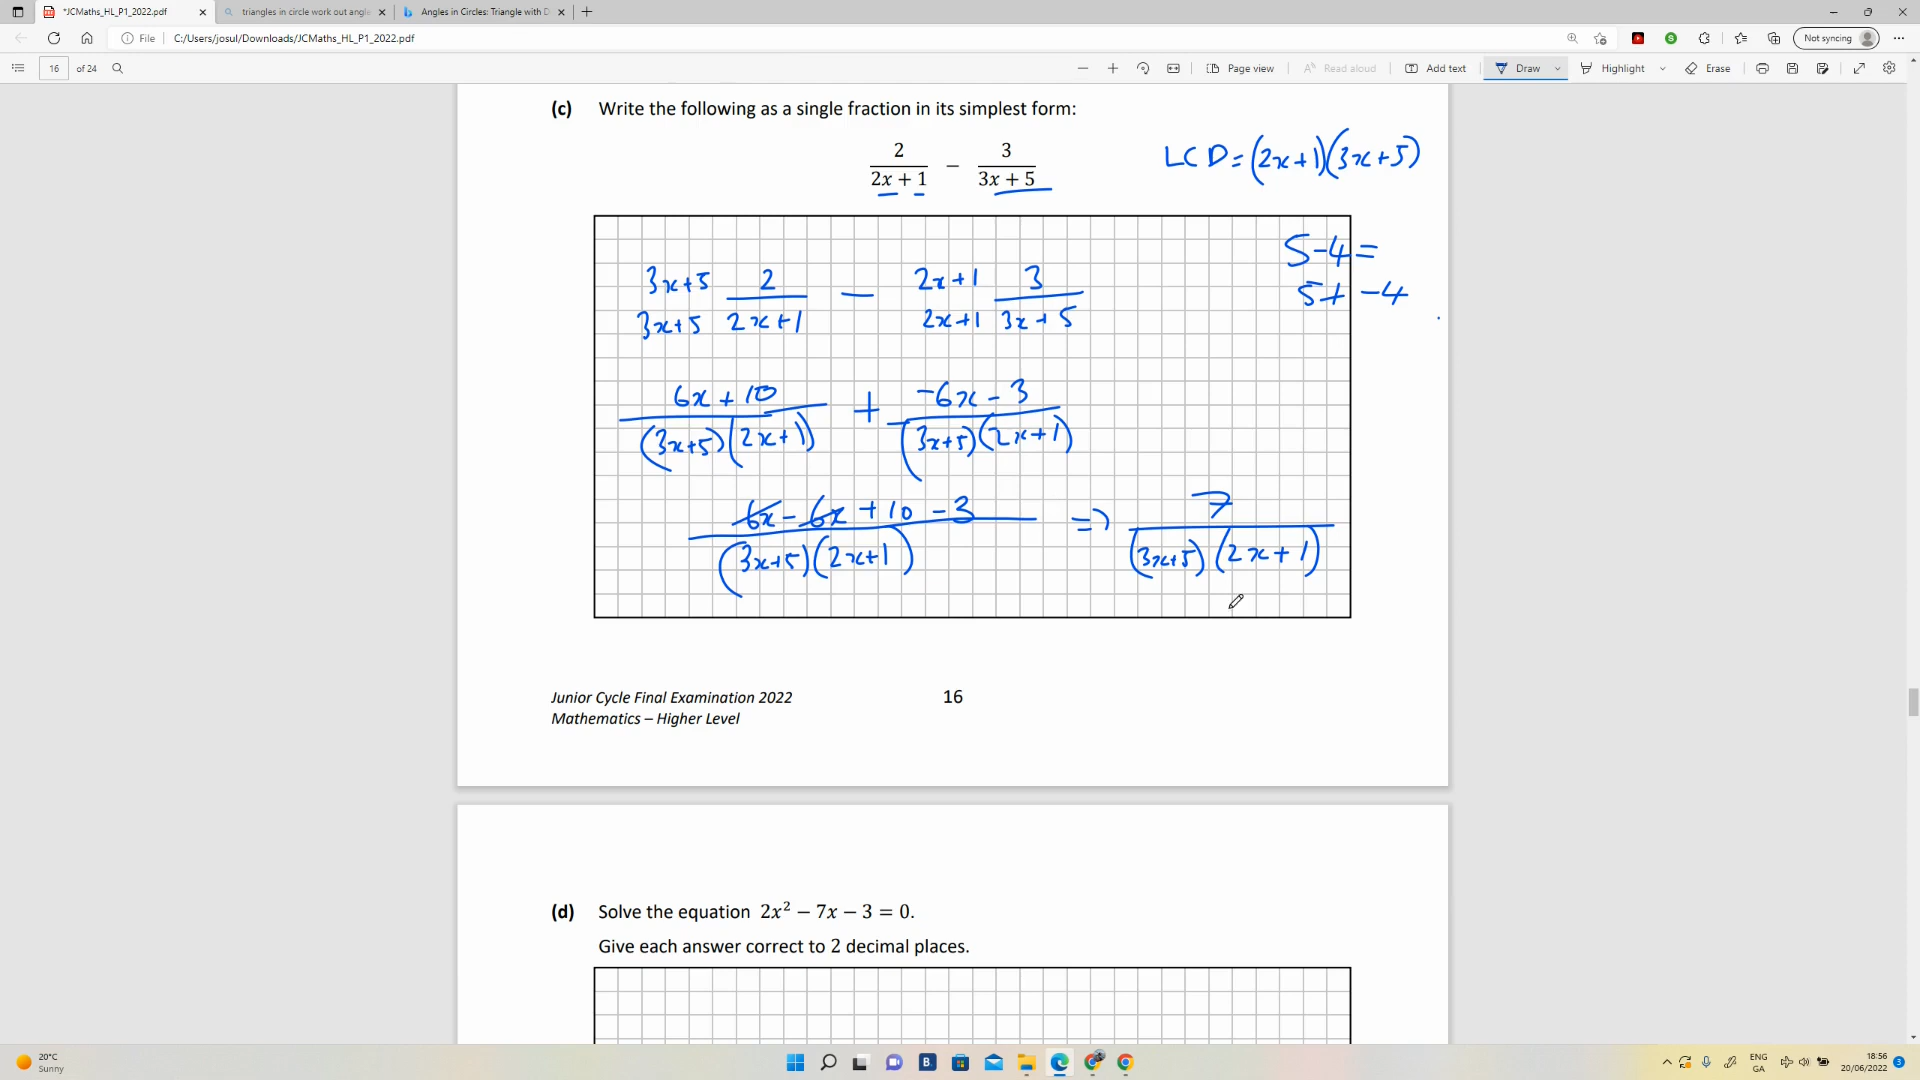 *JCMaths_HL_P1_2022.pdf
triangles in circle work out angle
Angles in Circles: Triangle with D
File C:/Users/josul/Downloads/JCMaths_HL_P1_2022.pdf
Not syncing
16 of 24
Page view
Read aloud
Add text
Draw
Highlight
Erase
(c) Write the following as a single fraction in its simplest form:
2/(2x + 1) − 3/(3x + 5)
LCD=(2x+1)(3x+5)
5-4=
5+ -4
3x+5 2 − 2x+1 3
3x+5 2x+1 2x+1 3x+5
6x+10 + -6x-3
(3x+5)(2x+1) (3x+5)(2x+1)
6x-6x+10-3 => 7
(3x+5)(2x+1) (3x+5)(2x+1)
Junior Cycle Final Examination 2022
16
Mathematics – Higher Level
(d) Solve the equation 2x² − 7x − 3 = 0.
Give each answer correct to 2 decimal places.
20°C
Sunny
ENG
GA
18:56
20/06/2022
3